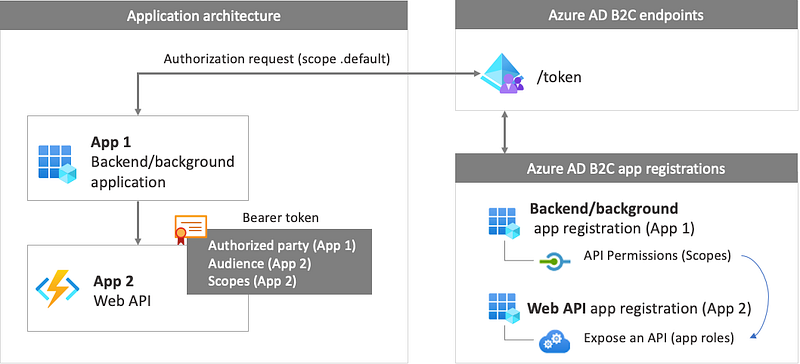 Application architecture
Authorization request (scope .default)
App 1
Backend/background
application
Bearer token
Authorized party (App 1)
Audience (App 2)
Scopes (App 2)
App 2
Web API
Azure AD B2C endpoints
/token
Azure AD B2C app registrations
Backend/background
app registration (App 1)
API Permissions (Scopes)
Web API app registration (App 2)
Expose an API (app roles)